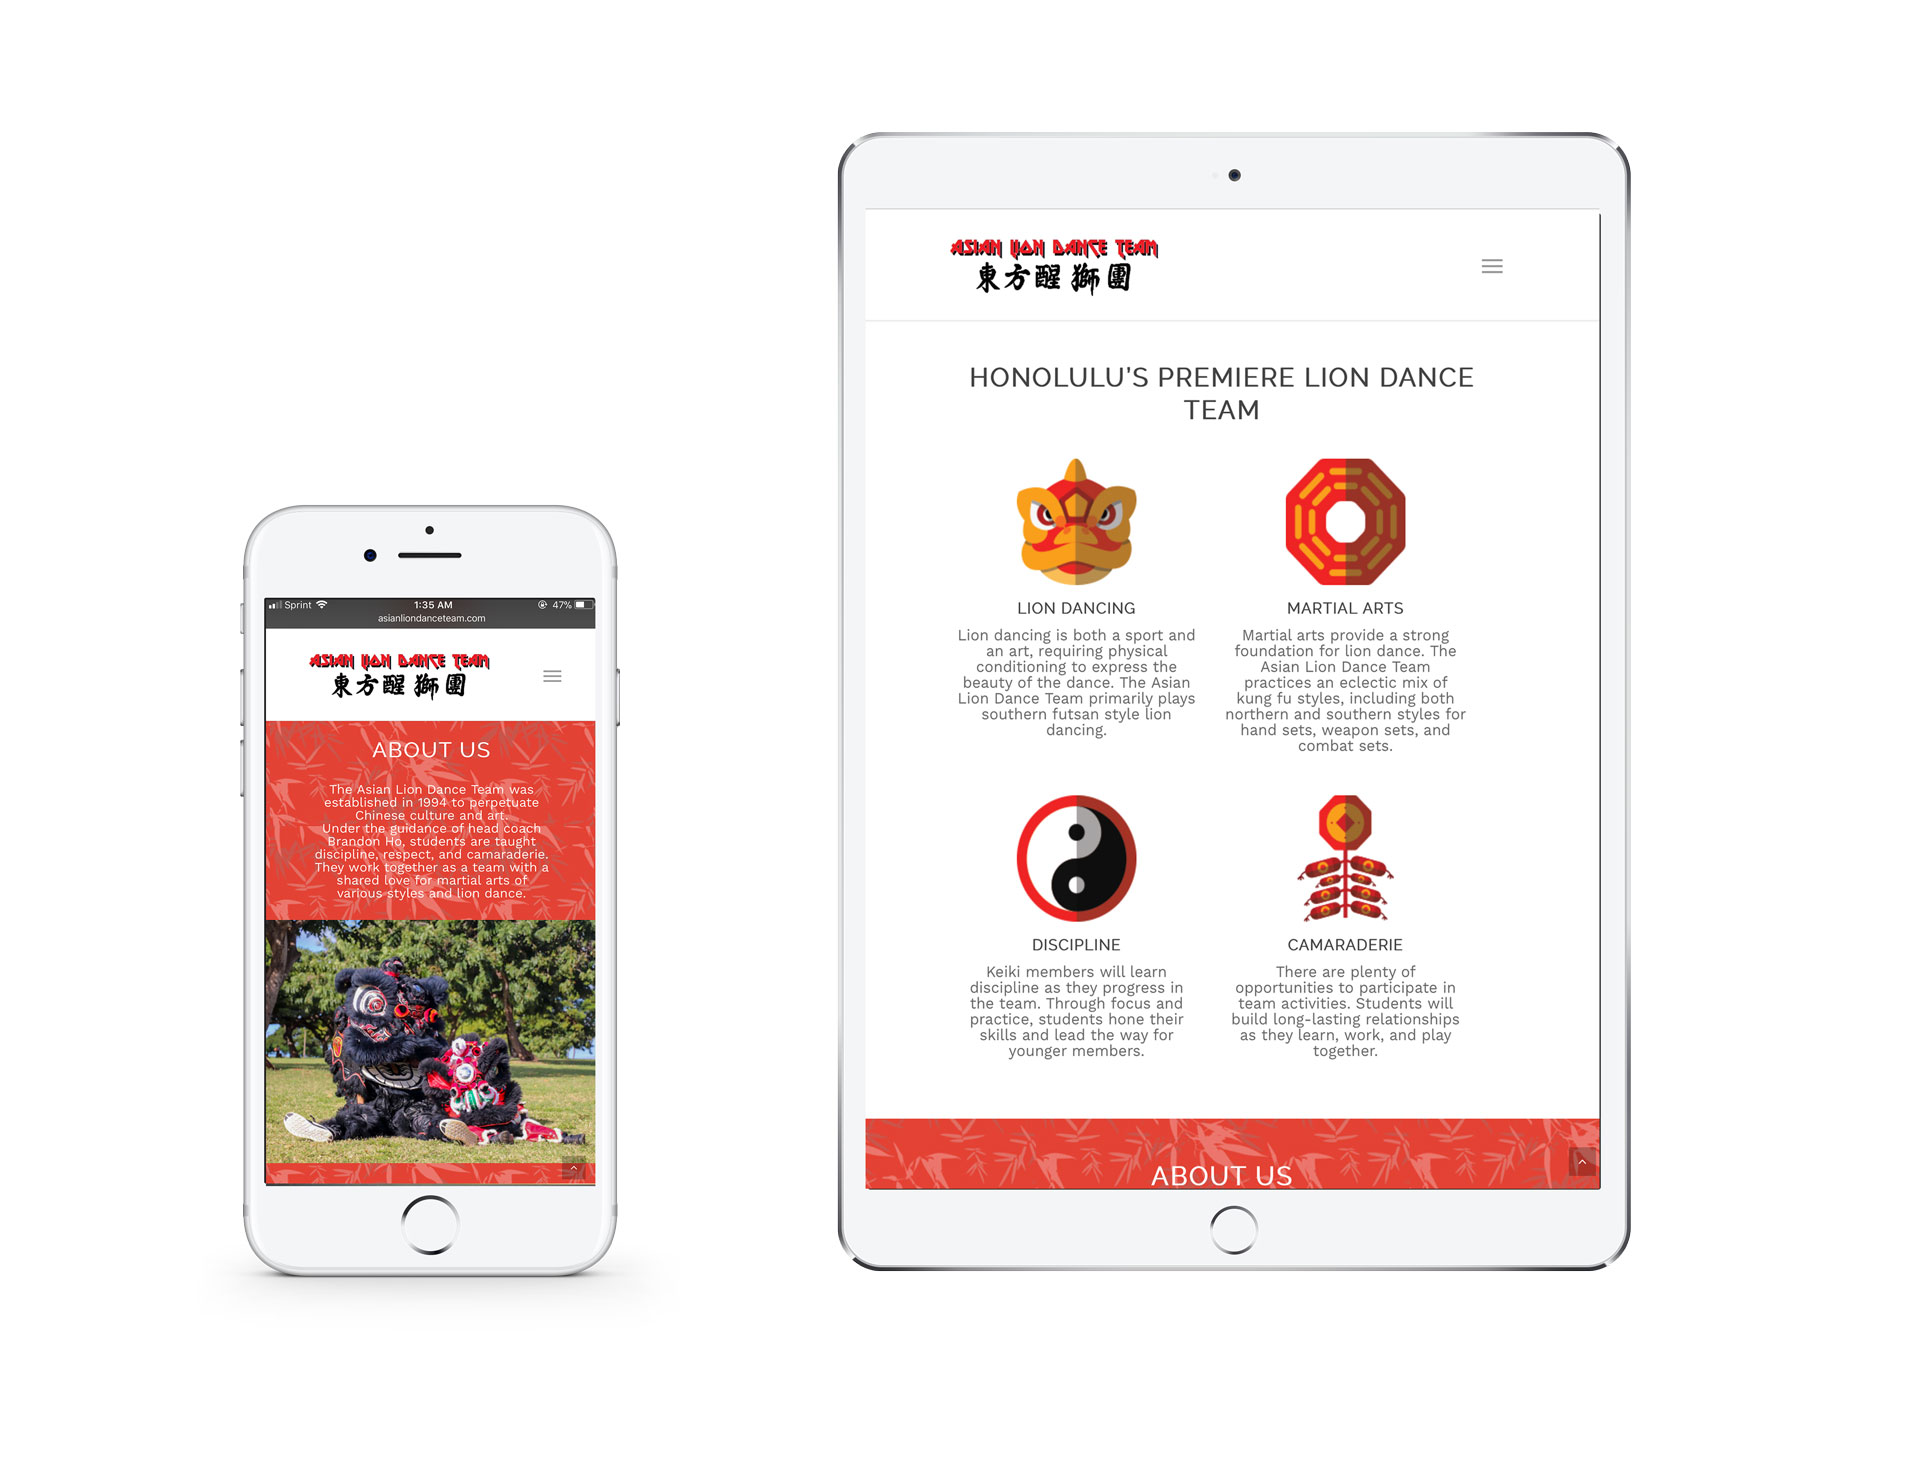 Sprint
1:35 AM
47%
asianliondanceteam.com
ASIAN LION DANCE TEAM
東方醒獅團
ABOUT US
The Asian Lion Dance Team was
established in 1994 to perpetuate
Chinese culture and art.
Under the guidance of head coach
Brandon Ho, students are taught
discipline, respect, and camaraderie.
They work together as a team with a
shared love for martial arts of
various styles and lion dance.
ASIAN LION DANCE TEAM
東方醒獅團
HONOLULU'S PREMIERE LION DANCE
TEAM
LION DANCING
Lion dancing is both a sport and
an art, requiring physical
conditioning to express the
beauty of the dance. The Asian
Lion Dance Team primarily plays
southern futsan style lion
dancing.
MARTIAL ARTS
Martial arts provide a strong
foundation for lion dance. The
Asian Lion Dance Team
practices an eclectic mix of
kung fu styles, including both
northern and southern styles for
hand sets, weapon sets, and
combat sets.
DISCIPLINE
Keiki members will learn
discipline as they progress in
the team. Through focus and
practice, students hone their
skills and lead the way for
younger members.
CAMARADERIE
There are plenty of
opportunities to participate in
team activities. Students will
build long-lasting relationships
as they learn, work, and play
together.
ABOUT US